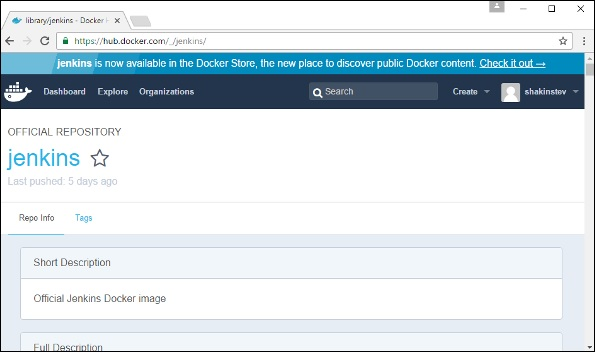 library/jenkins - Docker H
https://hub.docker.com/_/jenkins/
jenkins is now available in the Docker Store, the new place to discover public Docker content. Check it out →
Dashboard Explore Organizations Search Create shakinstev
OFFICIAL REPOSITORY
jenkins
Last pushed: 5 days ago
Repo Info Tags
Short Description
Official Jenkins Docker image
Full Description